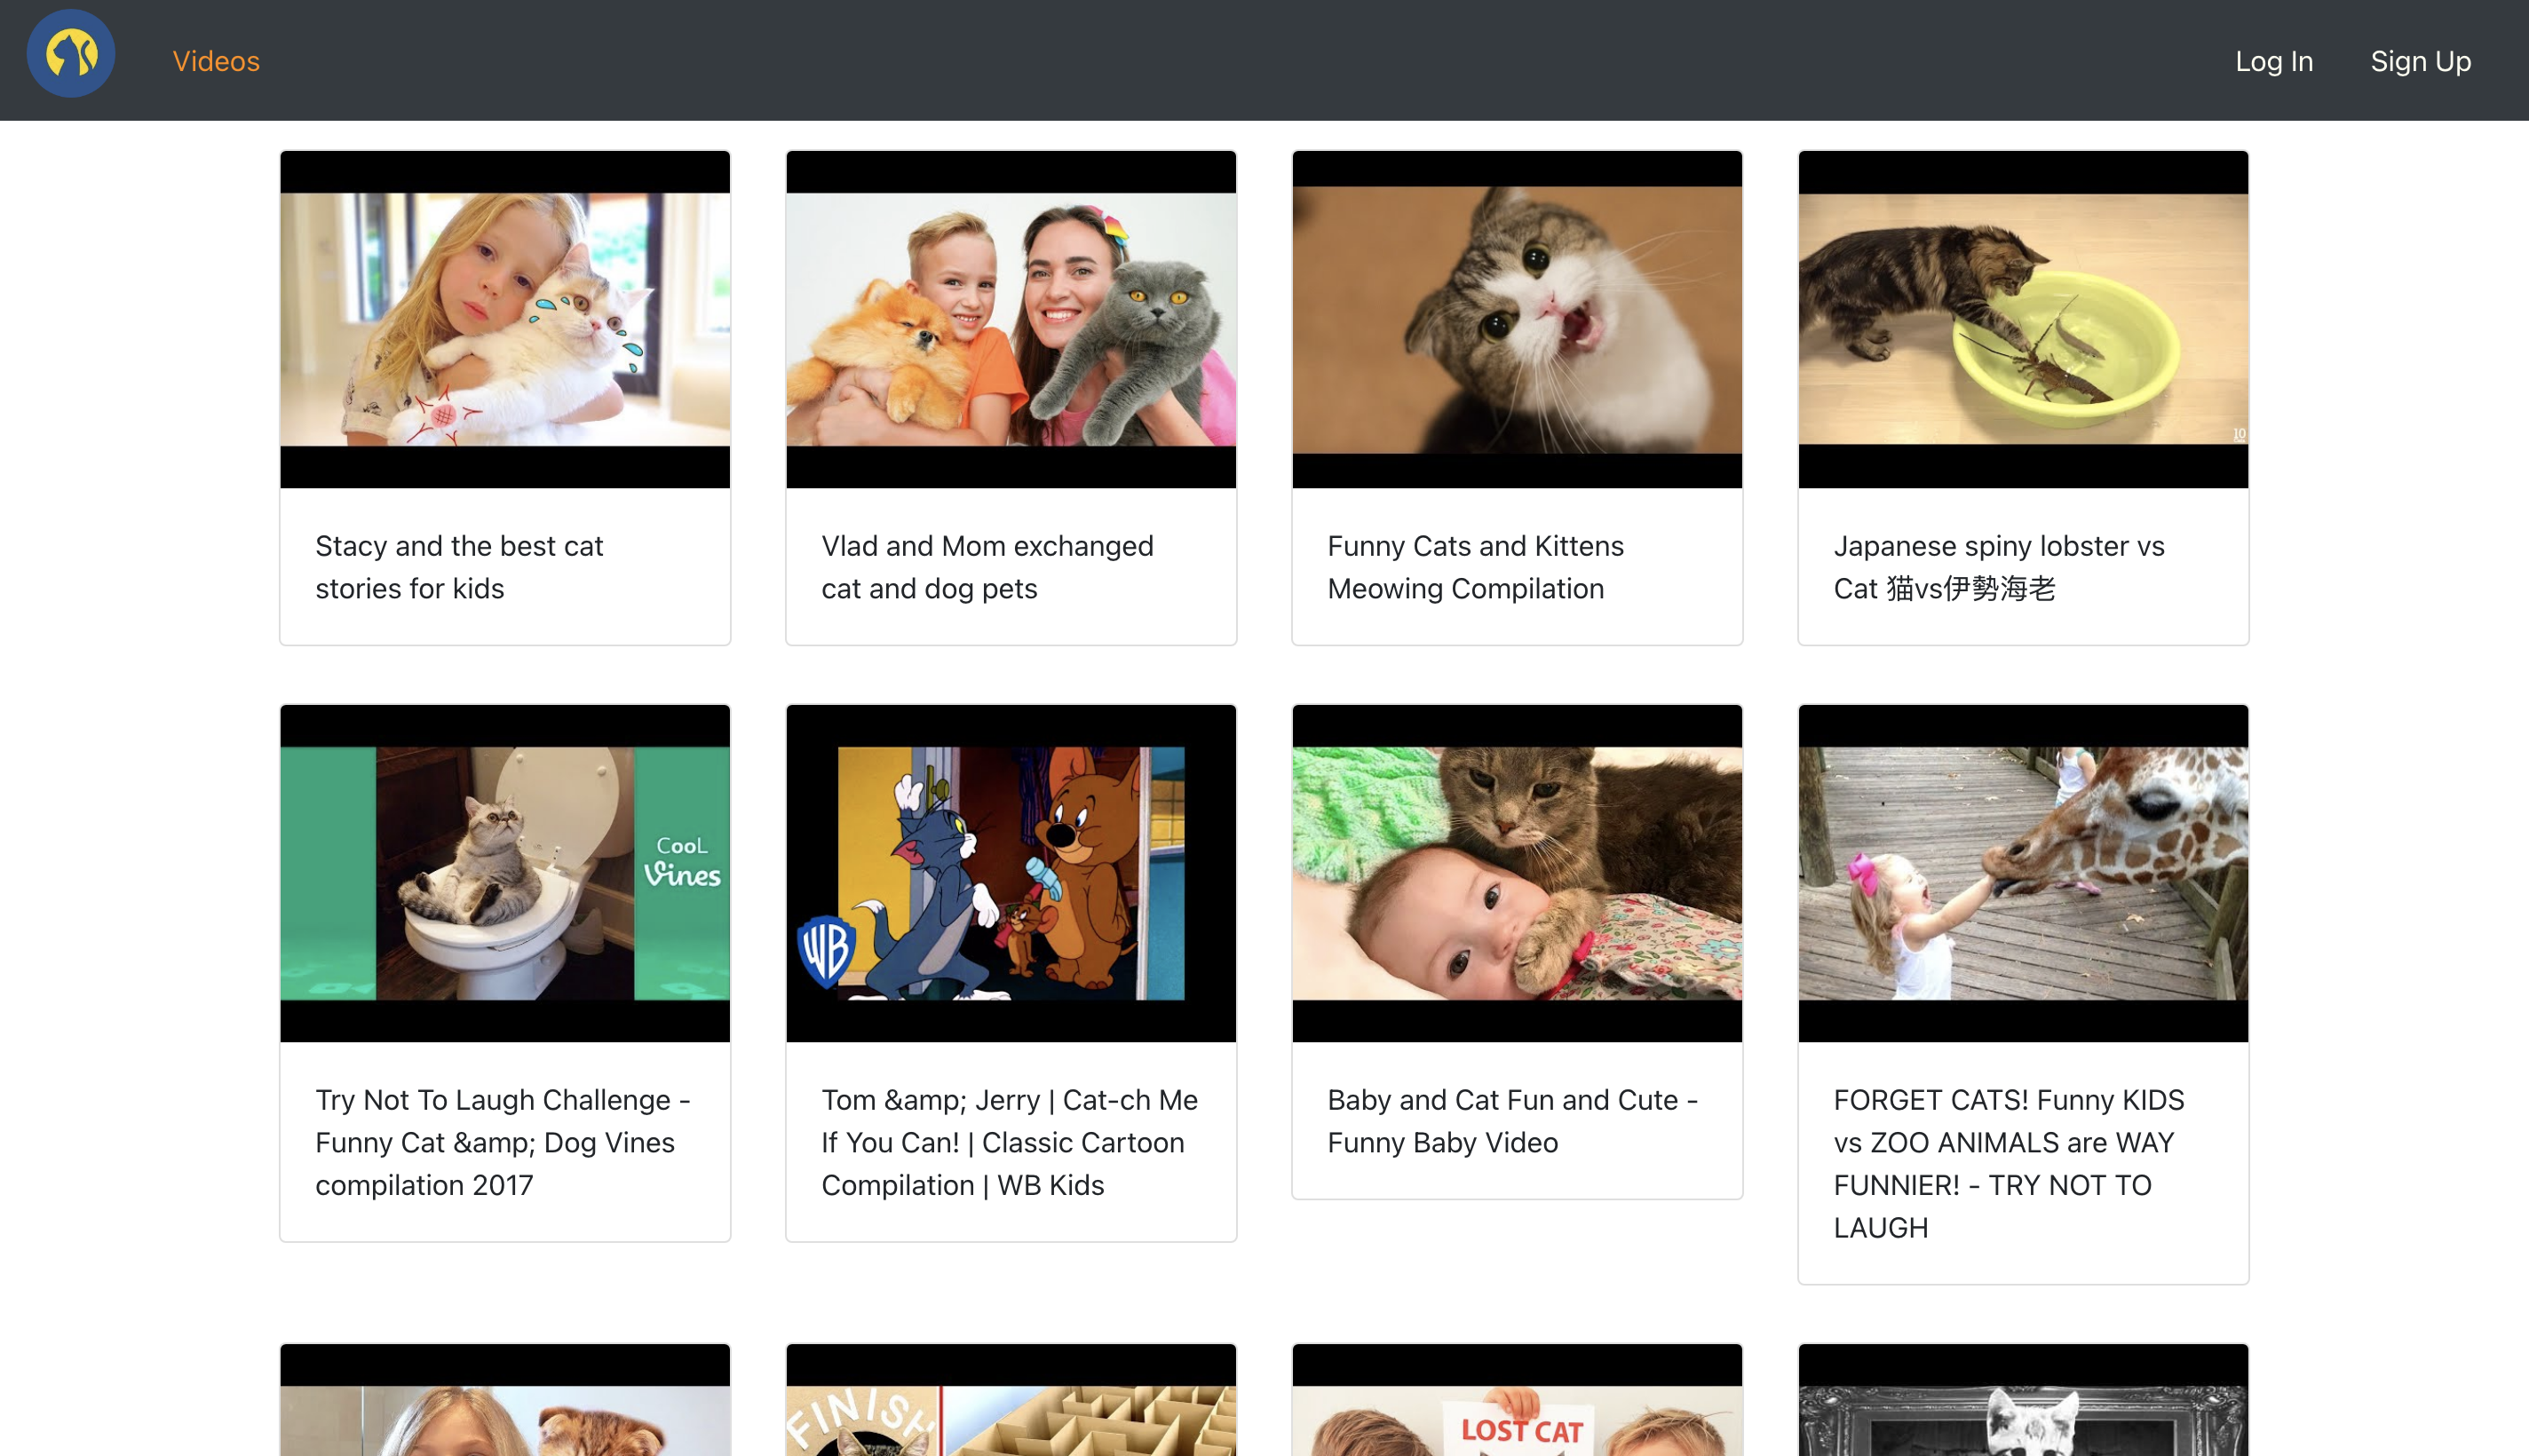 Videos
Log In
Sign Up
10
Stacy and the best cat
stories for kids
Vlad and Mom exchanged
cat and dog pets
Funny Cats and Kittens
Meowing Compilation
Japanese spiny lobster vs
Cat 猫vs伊勢海老
CooL
Vines
WB
Try Not To Laugh Challenge -
Funny Cat &amp; Dog Vines
compilation 2017
Tom &amp; Jerry | Cat-ch Me
If You Can! | Classic Cartoon
Compilation | WB Kids
Baby and Cat Fun and Cute -
Funny Baby Video
FORGET CATS! Funny KIDS
vs ZOO ANIMALS are WAY
FUNNIER! - TRY NOT TO
LAUGH
FINISH
LOST CAT